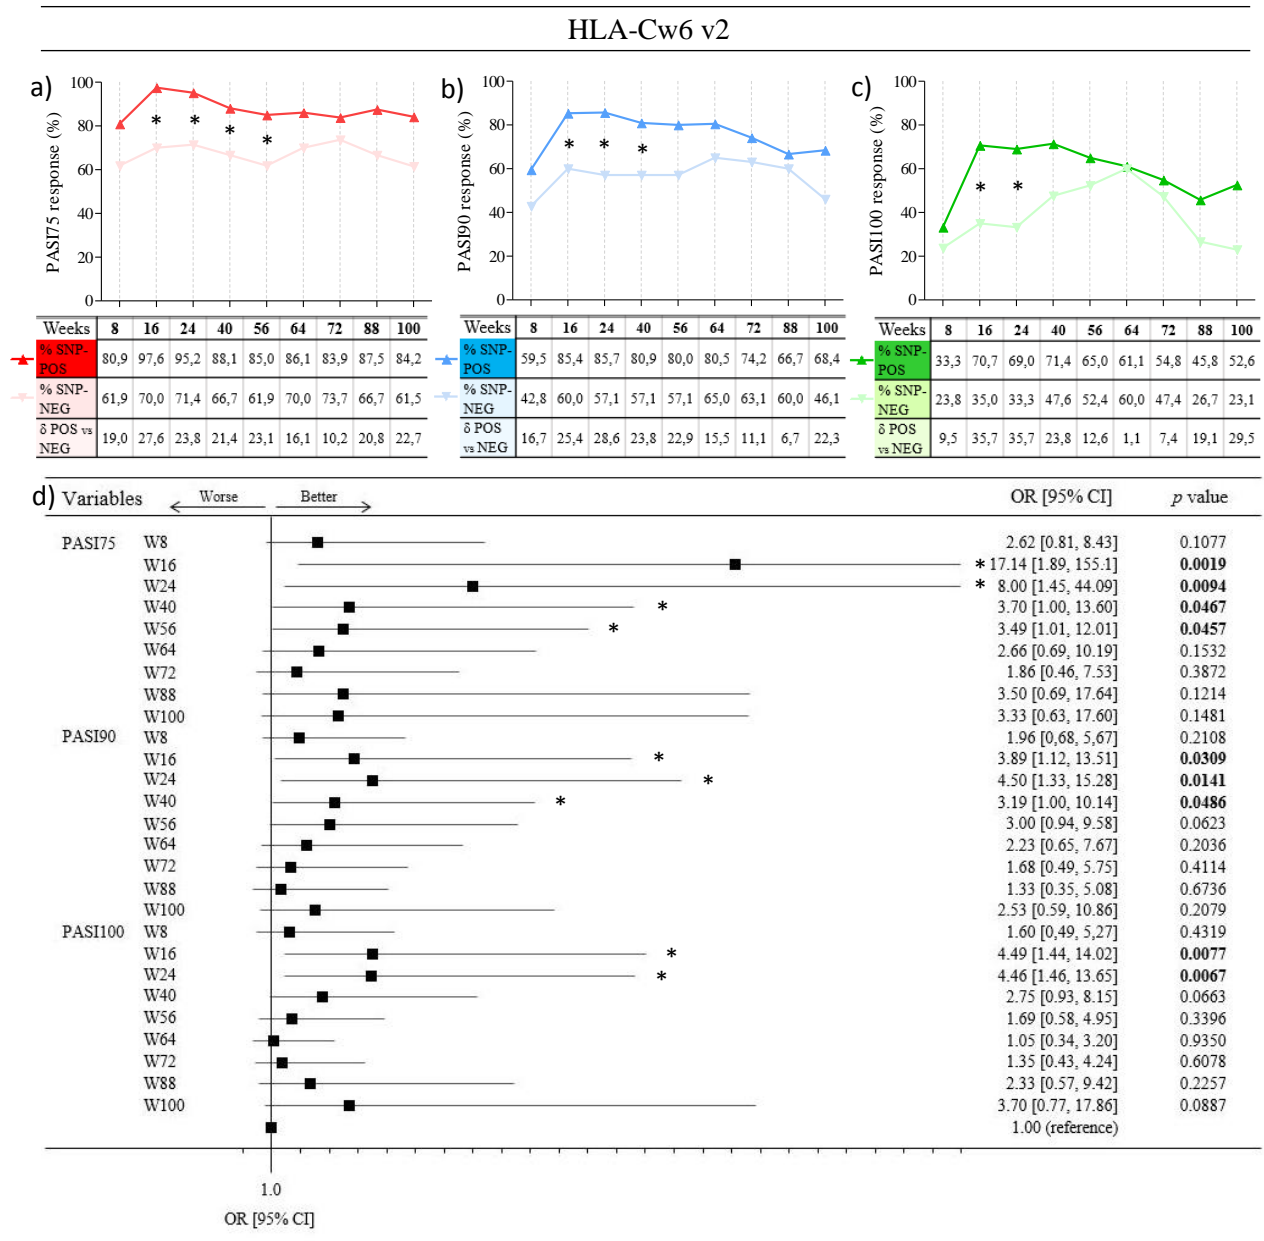 HLA-Cw6 v2
a)
PASI75 response (%)
100
80
60
40
20
0
* * * *
Weeks 8 16 24 40 56 64 72 88 100
% SNP-POS 80,9 97,6 95,2 88,1 85,0 86,1 83,9 87,5 84,2
% SNP-NEG 61,9 70,0 71,4 66,7 61,9 70,0 73,7 66,7 61,5
δ POS vs NEG 19,0 27,6 23,8 21,4 23,1 16,1 10,2 20,8 22,7
b)
PASI90 response (%)
100
80
60
40
20
0
* * *
Weeks 8 16 24 40 56 64 72 88 100
% SNP-POS 59,5 85,4 85,7 80,9 80,0 80,5 74,2 66,7 68,4
% SNP-NEG 42,8 60,0 57,1 57,1 57,1 65,0 63,1 60,0 46,1
δ POS vs NEG 16,7 25,4 28,6 23,8 22,9 15,5 11,1 6,7 22,3
c)
PASI100 response (%)
100
80
60
40
20
0
* *
Weeks 8 16 24 40 56 64 72 88 100
% SNP-POS 33,3 70,7 69,0 71,4 65,0 61,1 54,8 45,8 52,6
% SNP-NEG 23,8 35,0 33,3 47,6 52,4 60,0 47,4 26,7 23,1
δ POS vs NEG 9,5 35,7 35,7 23,8 12,6 1,1 7,4 19,1 29,5
d) Variables Worse Better OR [95% CI] p value
PASI75 W8 2.62 [0.81, 8.43] 0.1077
W16 * 17.14 [1.89, 155.1] 0.0019
W24 * 8.00 [1.45, 44.09] 0.0094
W40 * 3.70 [1.00, 13.60] 0.0467
W56 * 3.49 [1.01, 12.01] 0.0457
W64 2.66 [0.69, 10.19] 0.1532
W72 1.86 [0.46, 7.53] 0.3872
W88 3.50 [0.69, 17.64] 0.1214
W100 3.33 [0.63, 17.60] 0.1481
PASI90 W8 1.96 [0,68, 5,67] 0.2108
W16 * 3.89 [1.12, 13.51] 0.0309
W24 * 4.50 [1.33, 15.28] 0.0141
W40 * 3.19 [1.00, 10.14] 0.0486
W56 3.00 [0.94, 9.58] 0.0623
W64 2.23 [0.65, 7.67] 0.2036
W72 1.68 [0.49, 5.75] 0.4114
W88 1.33 [0.35, 5.08] 0.6736
W100 2.53 [0.59, 10.86] 0.2079
PASI100 W8 1.60 [0,49, 5,27] 0.4319
W16 * 4.49 [1.44, 14.02] 0.0077
W24 * 4.46 [1.46, 13.65] 0.0067
W40 2.75 [0.93, 8.15] 0.0663
W56 1.69 [0.58, 4.95] 0.3396
W64 1.05 [0.34, 3.20] 0.9350
W72 1.35 [0.43, 4.24] 0.6078
W88 2.33 [0.57, 9.42] 0.2257
W100 3.70 [0.77, 17.86] 0.0887
1.00 (reference)
1.0
OR [95% CI]